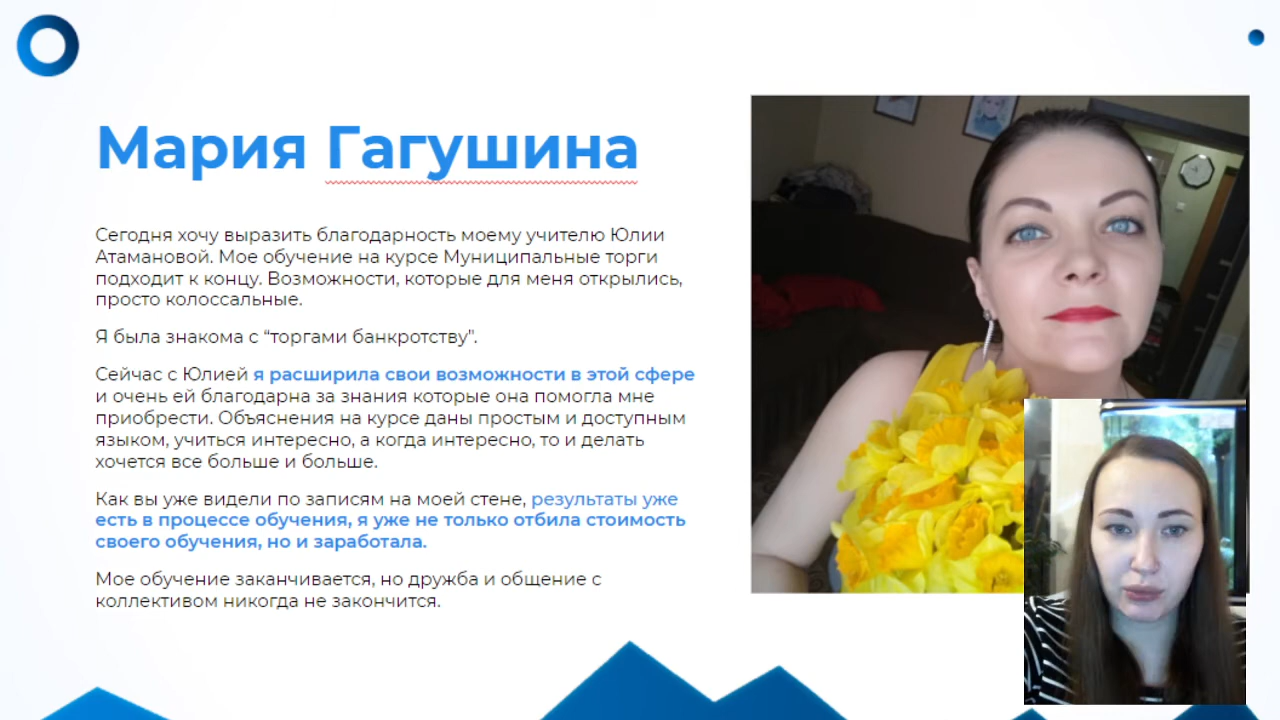 Мария Гагушина
Сегодня хочу выразить благодарность моему учителю Юлии
Атамановой. Мое обучение на курсе Муниципальные торги
подходит к концу. Возможности, которые для меня открылись,
просто колоссальные.
Я была знакома с “торгами банкротству”.
Сейчас с Юлией я расширила свои возможности в этой сфере
и очень ей благодарна за знания которые она помогла мне
приобрести. Объяснения на курсе даны простым и доступным
языком, учиться интересно, а когда интересно, то и делать
хочется все больше и больше.
Как вы уже видели по записям на моей стене, результаты уже
есть в процессе обучения, я уже не только отбила стоимость
своего обучения, но и заработала.
Мое обучение заканчивается, но дружба и общение с
коллективом никогда не закончится.